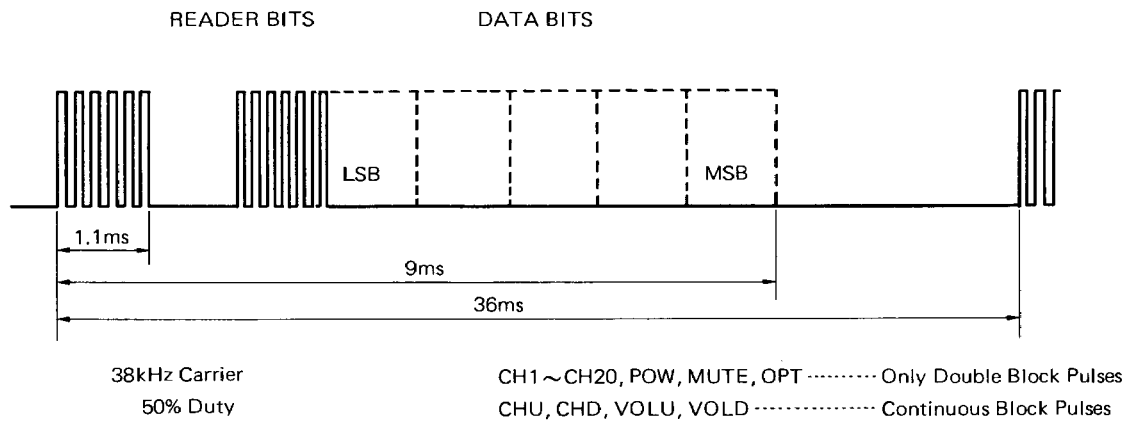 READER BITS DATA BITS
LSB MSB
1.1ms
9ms
36ms
38kHz Carrier
50% Duty
CH1~CH20, POW, MUTE, OPT -------- Only Double Block Pulses
CHU, CHD, VOLU, VOLD -------------- Continuous Block Pulses